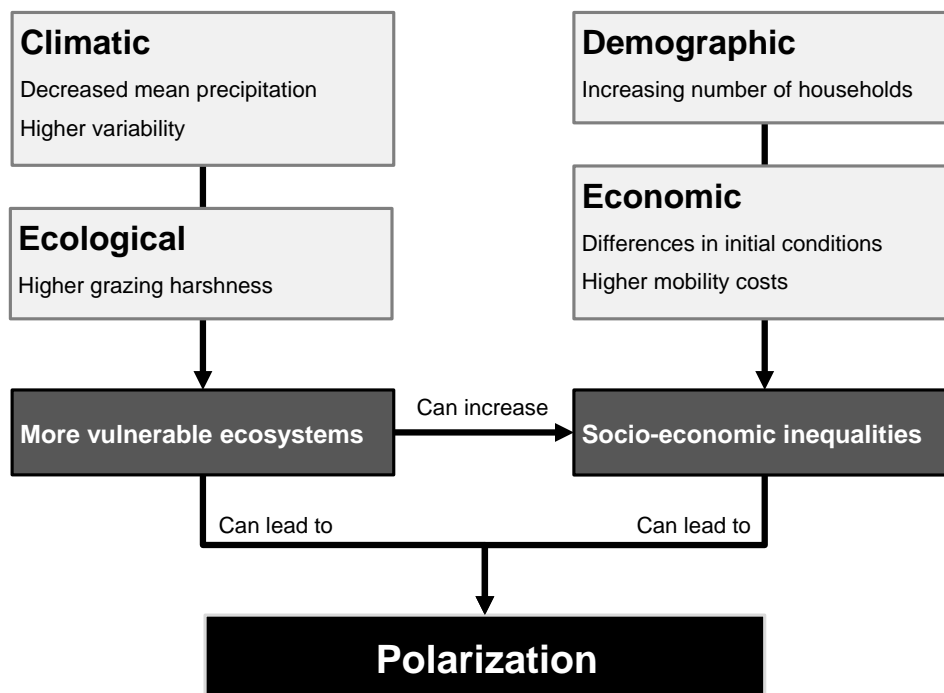 Climatic
Decreased mean precipitation
Higher variability
Demographic
Increasing number of households
Ecological
Higher grazing harshness
Economic
Differences in initial conditions
Higher mobility costs
More vulnerable ecosystems
Can increase
Socio-economic inequalities
Can lead to
Can lead to
Polarization